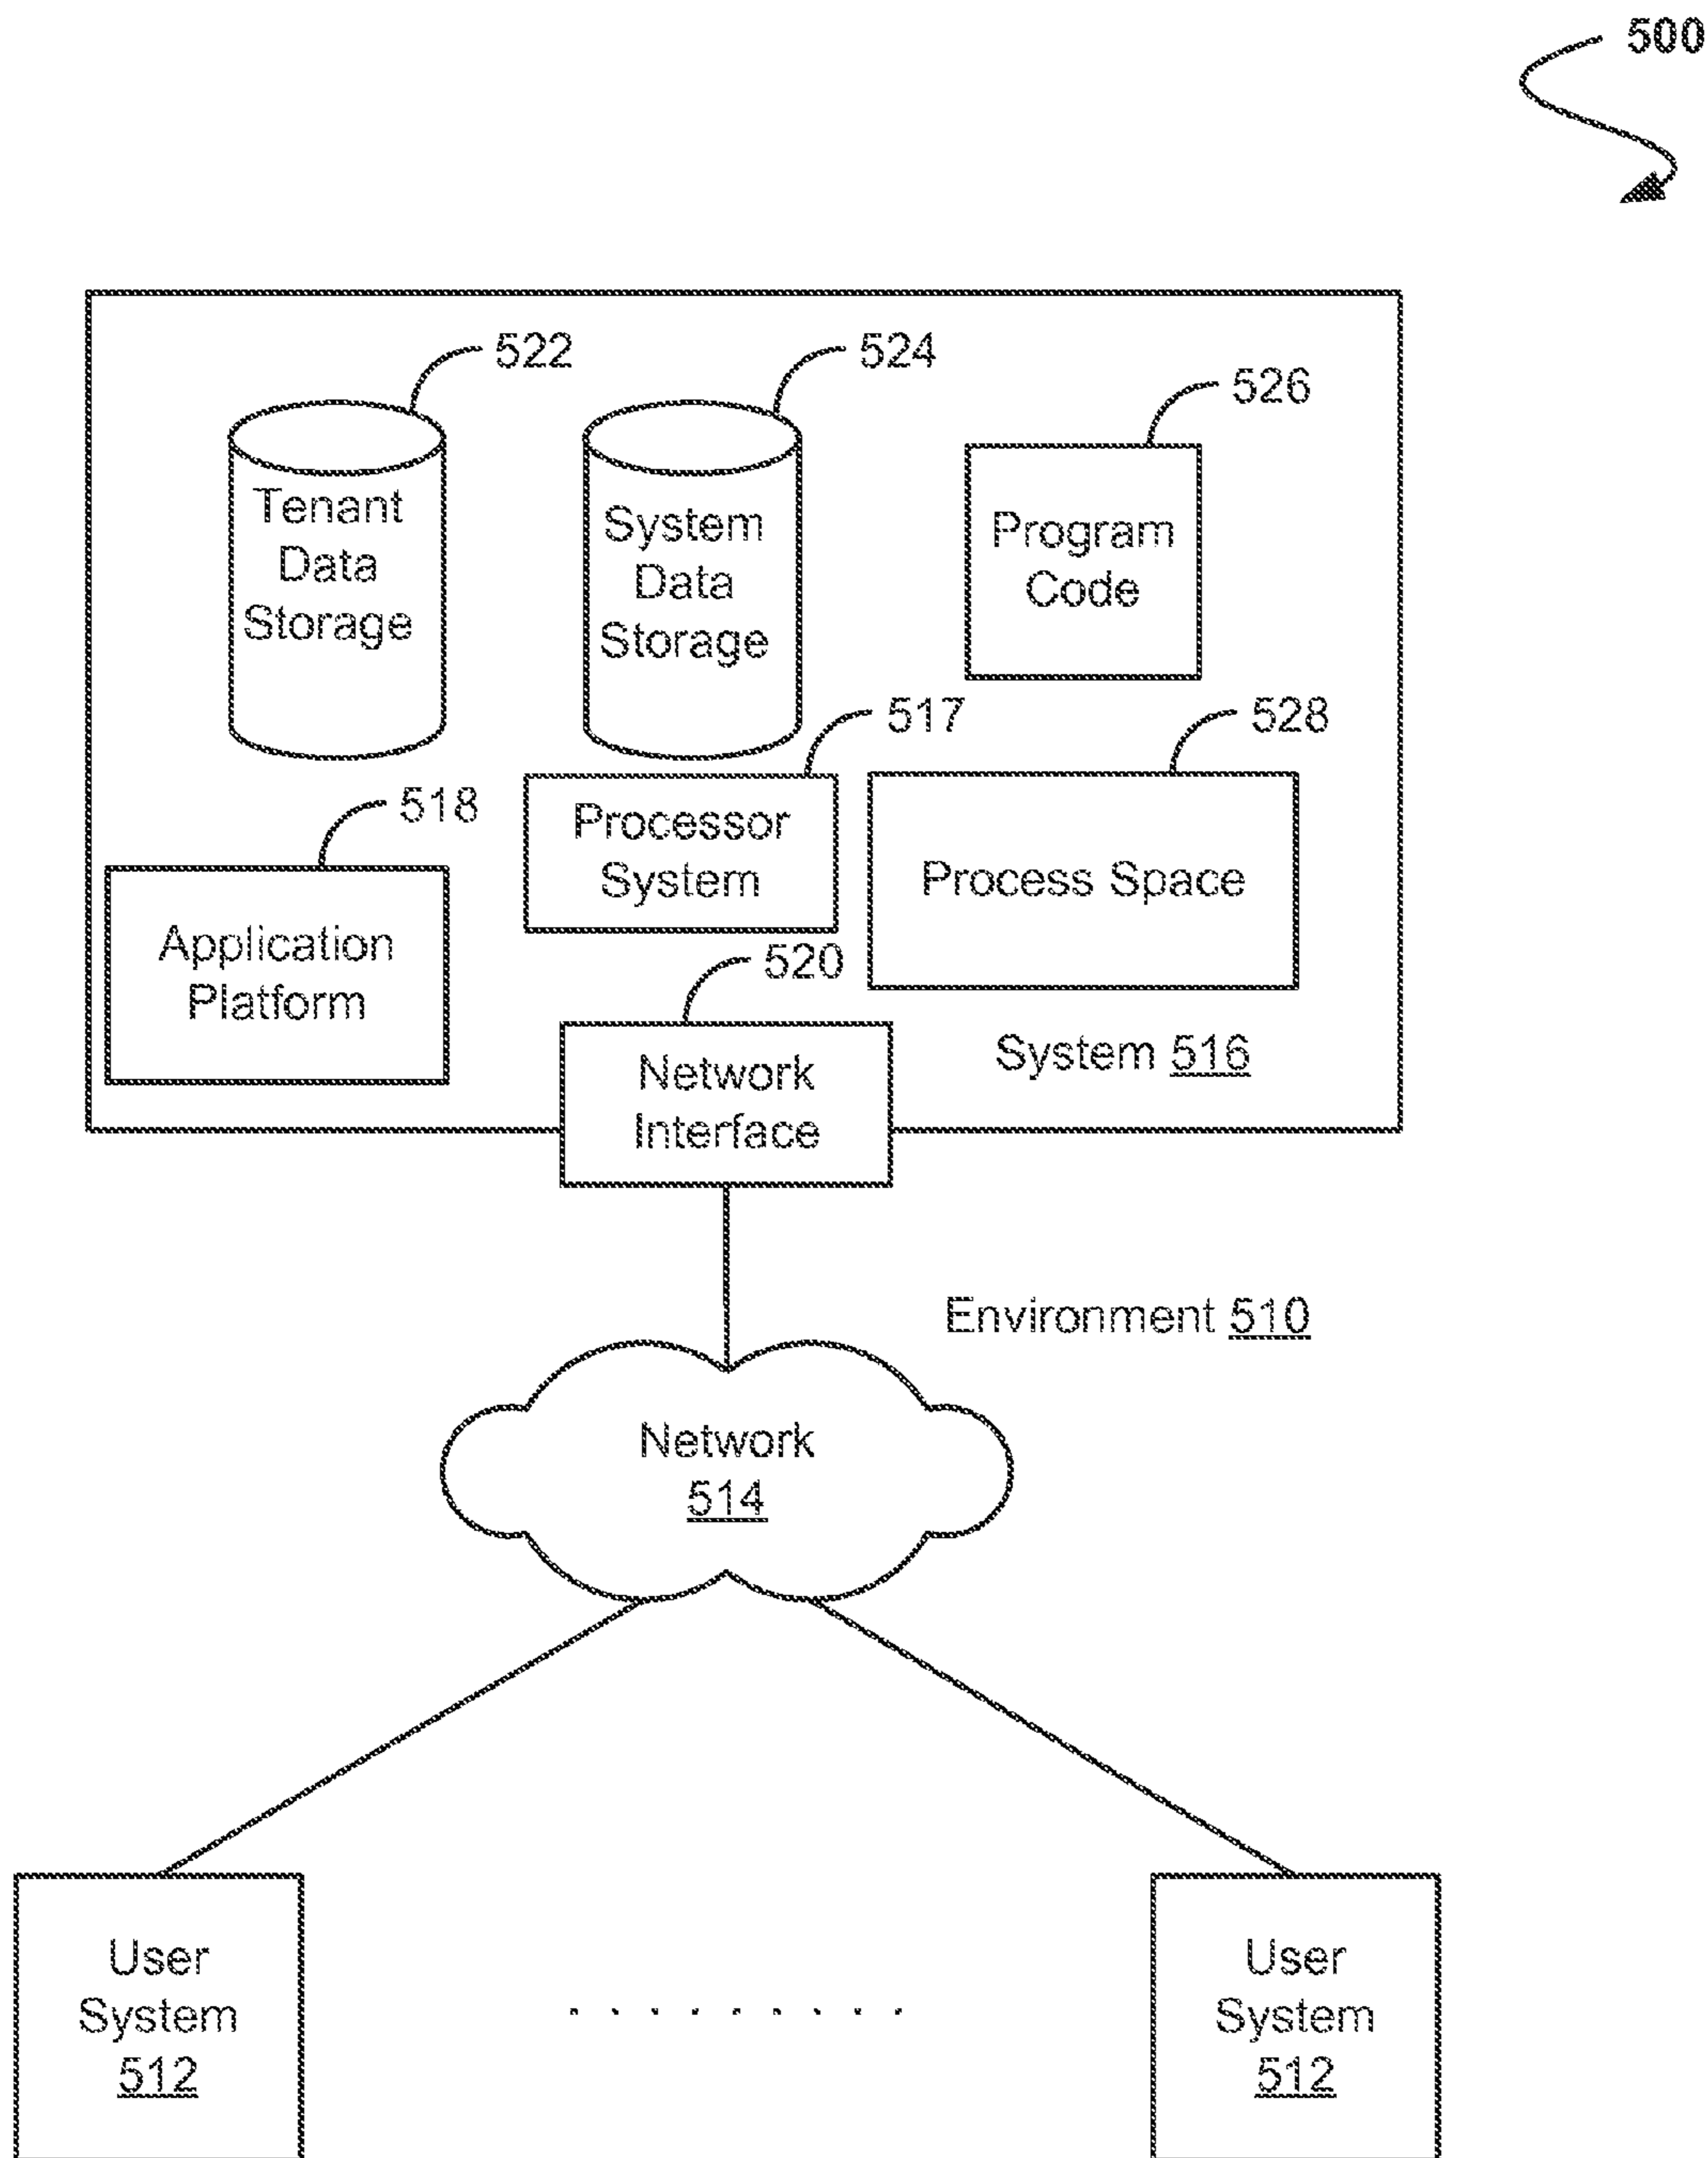 500
522
524
526
Tenant
Data
Storage
System
Data
Storage
Program
Code
517
528
518
Processor
System
Process Space
Application
Platform
520
Network
Interface
System 516
Environment 510
Network
514
User
System
512
User
System
512